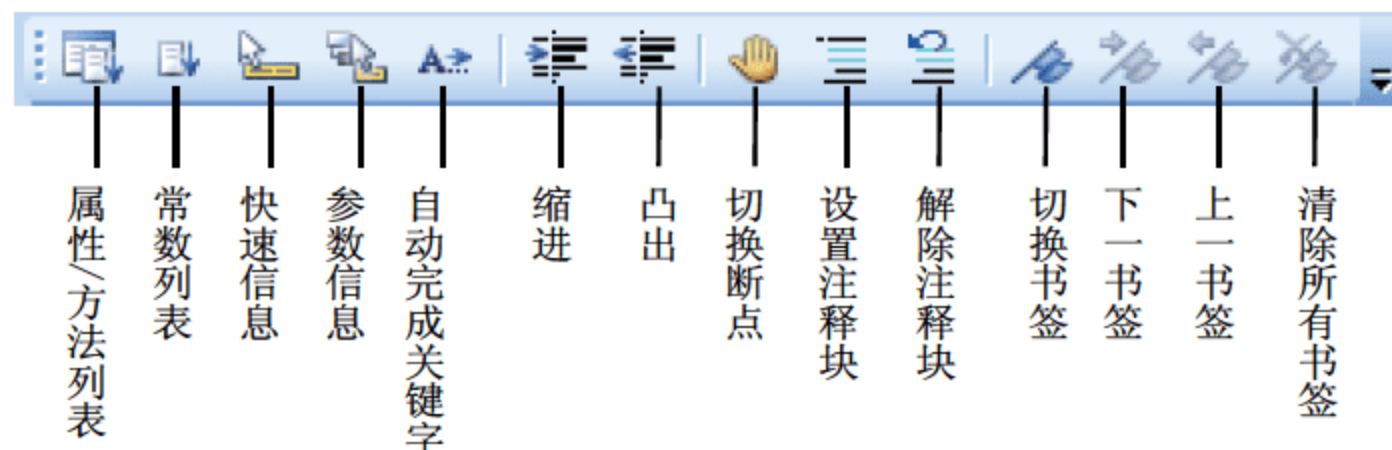 属性/方法列表
常数列表
快速信息
参数信息
自动完成关键字
缩进
凸出
切换断点
设置注释块
解除注释块
切换书签
下一书签
上一书签
清除所有书签